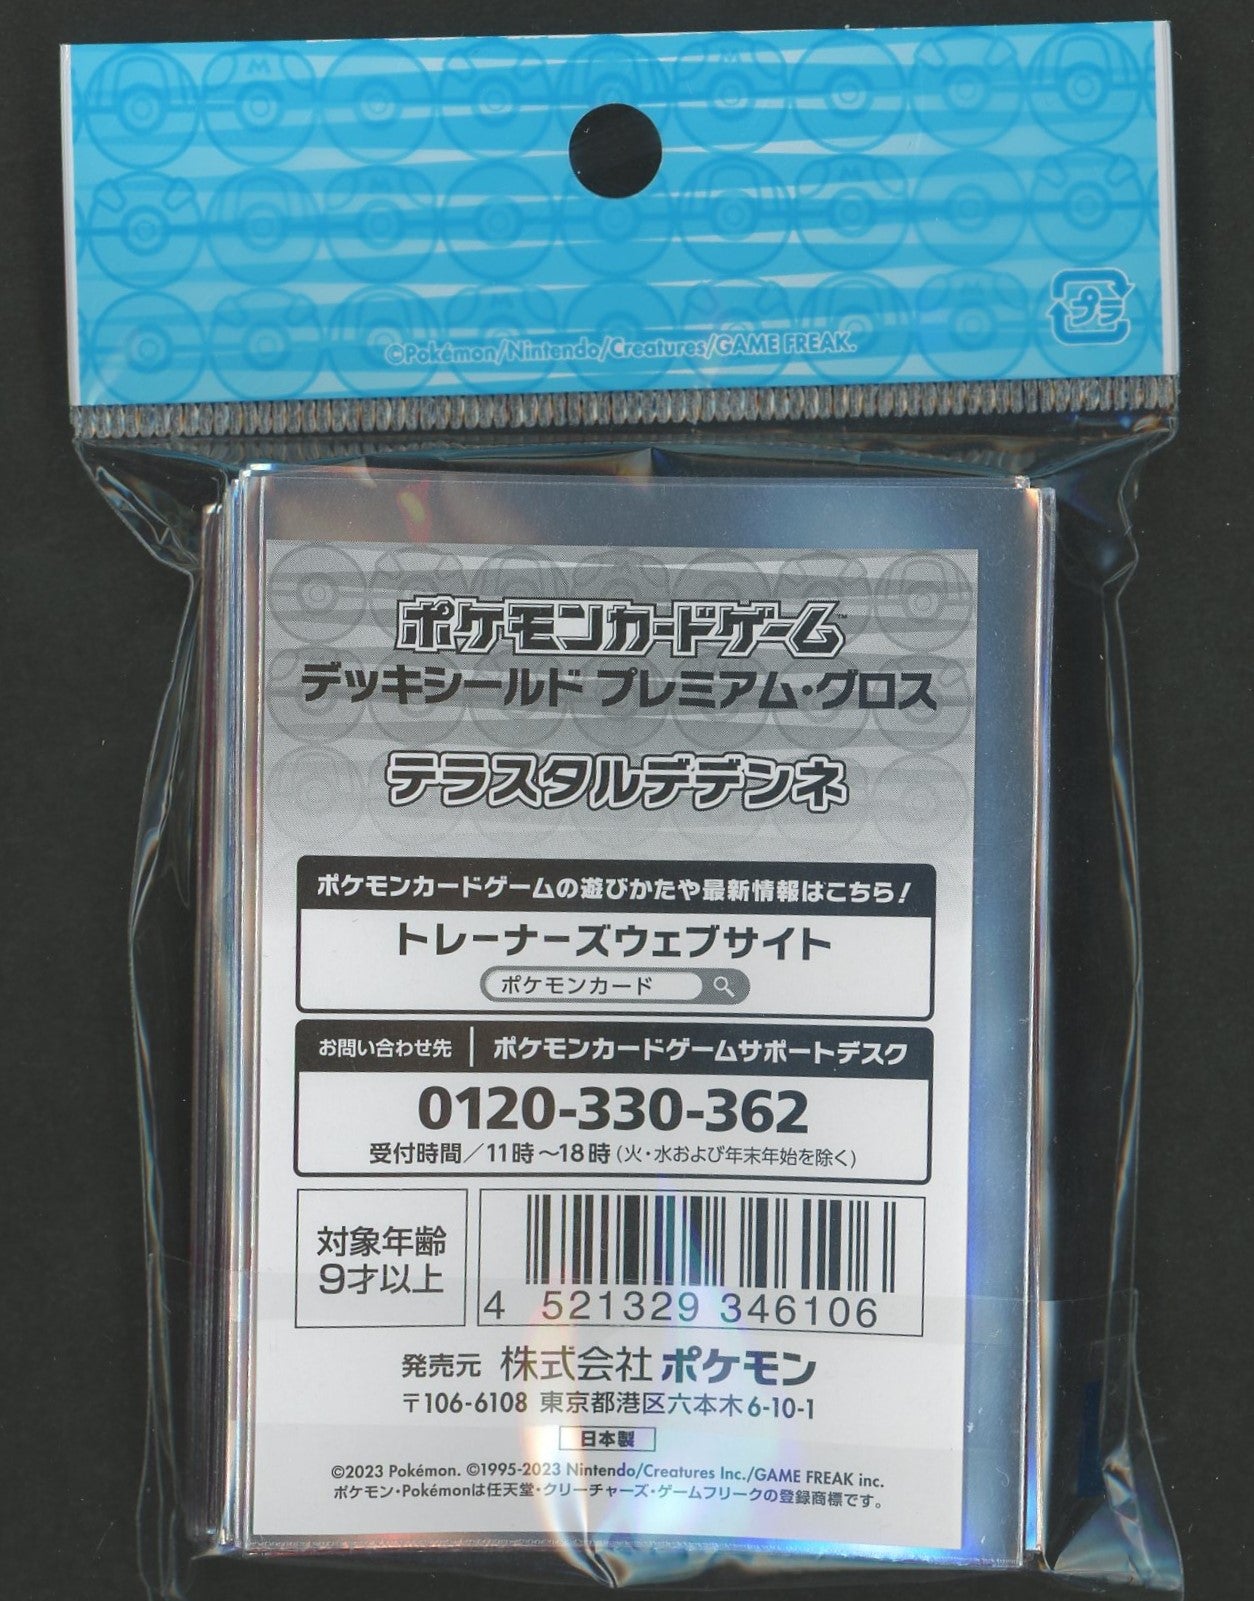 ©Pokémon/Nintendo/Creatures/GAME FREAK.
プラ
ポケモンカードゲーム™
デッキシールド プレミアム・グロス
テラスタルデデンネ
ポケモンカードゲームの遊びかたや最新情報はこちら!
トレーナーズウェブサイト
ポケモンカード
お問い合わせ先 ポケモンカードゲームサポートデスク
0120-330-362
受付時間/11時~18時(火・水および年末年始を除く)
対象年齢
9才以上
4 521329 346106
発売元 株式会社ポケモン
〒106-6108 東京都港区六本木6-10-1
日本製
©2023 Pokémon. ©1995-2023 Nintendo/Creatures Inc./GAME FREAK inc.
ポケモン・Pokémonは任天堂・クリーチャーズ・ゲームフリークの登録商標です。